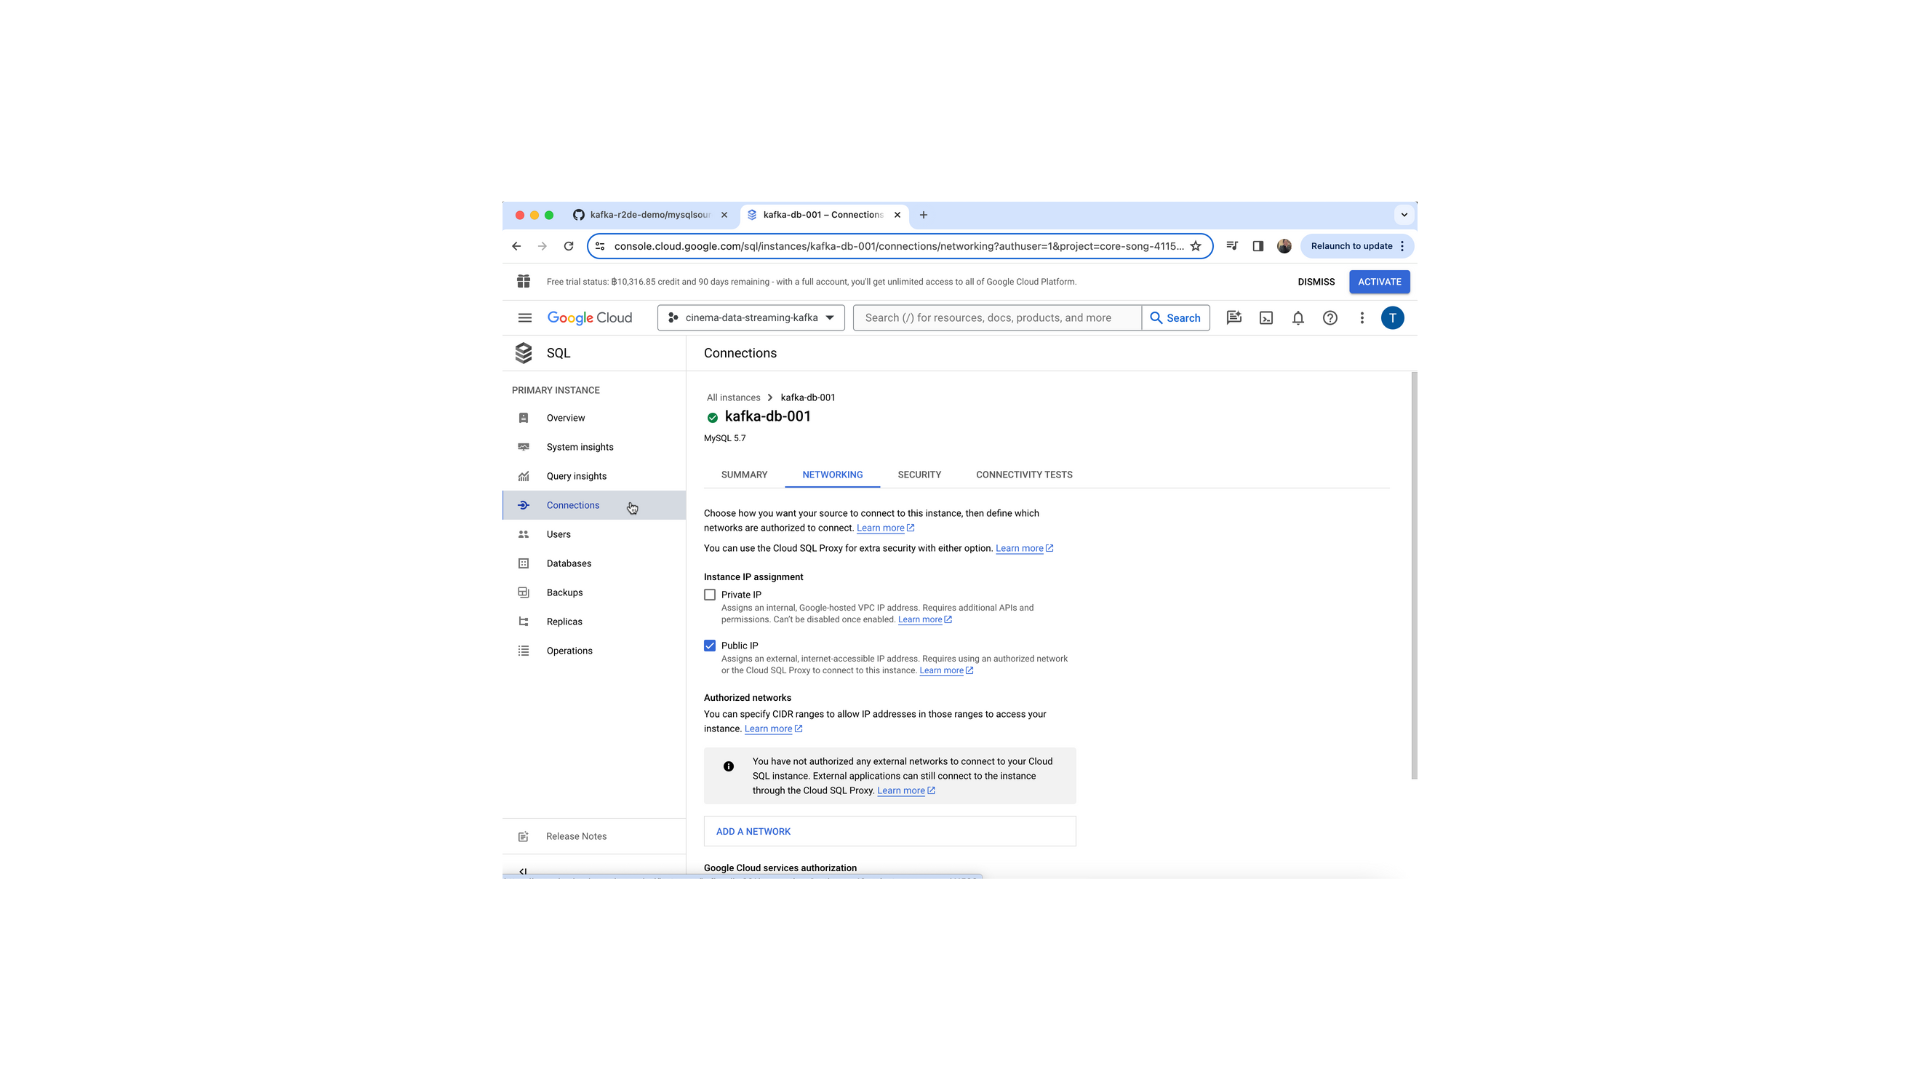 kafka-r2de-demo/mysqlsour
kafka-db-001 – Connections
console.cloud.google.com/sql/instances/kafka-db-001/connections/networking?authuser=1&project=core-song-4115...
Relaunch to update
Free trial status: ฿10,316.85 credit and 90 days remaining - with a full account, you'll get unlimited access to all of Google Cloud Platform.
DISMISS
ACTIVATE
Google Cloud
cinema-data-streaming-kafka
Search (/) for resources, docs, products, and more
Search
T
SQL
PRIMARY INSTANCE
Overview
System insights
Query insights
Connections
Users
Databases
Backups
Replicas
Operations
Release Notes
Connections
All instances > kafka-db-001
kafka-db-001
MySQL 5.7
SUMMARY
NETWORKING
SECURITY
CONNECTIVITY TESTS
Choose how you want your source to connect to this instance, then define which
networks are authorized to connect. Learn more
You can use the Cloud SQL Proxy for extra security with either option. Learn more
Instance IP assignment
Private IP
Assigns an internal, Google-hosted VPC IP address. Requires additional APIs and
permissions. Can't be disabled once enabled. Learn more
Public IP
Assigns an external, internet-accessible IP address. Requires using an authorized network
or the Cloud SQL Proxy to connect to this instance. Learn more
Authorized networks
You can specify CIDR ranges to allow IP addresses in those ranges to access your
instance. Learn more
You have not authorized any external networks to connect to your Cloud
SQL instance. External applications can still connect to the instance
through the Cloud SQL Proxy. Learn more
ADD A NETWORK
Google Cloud services authorization